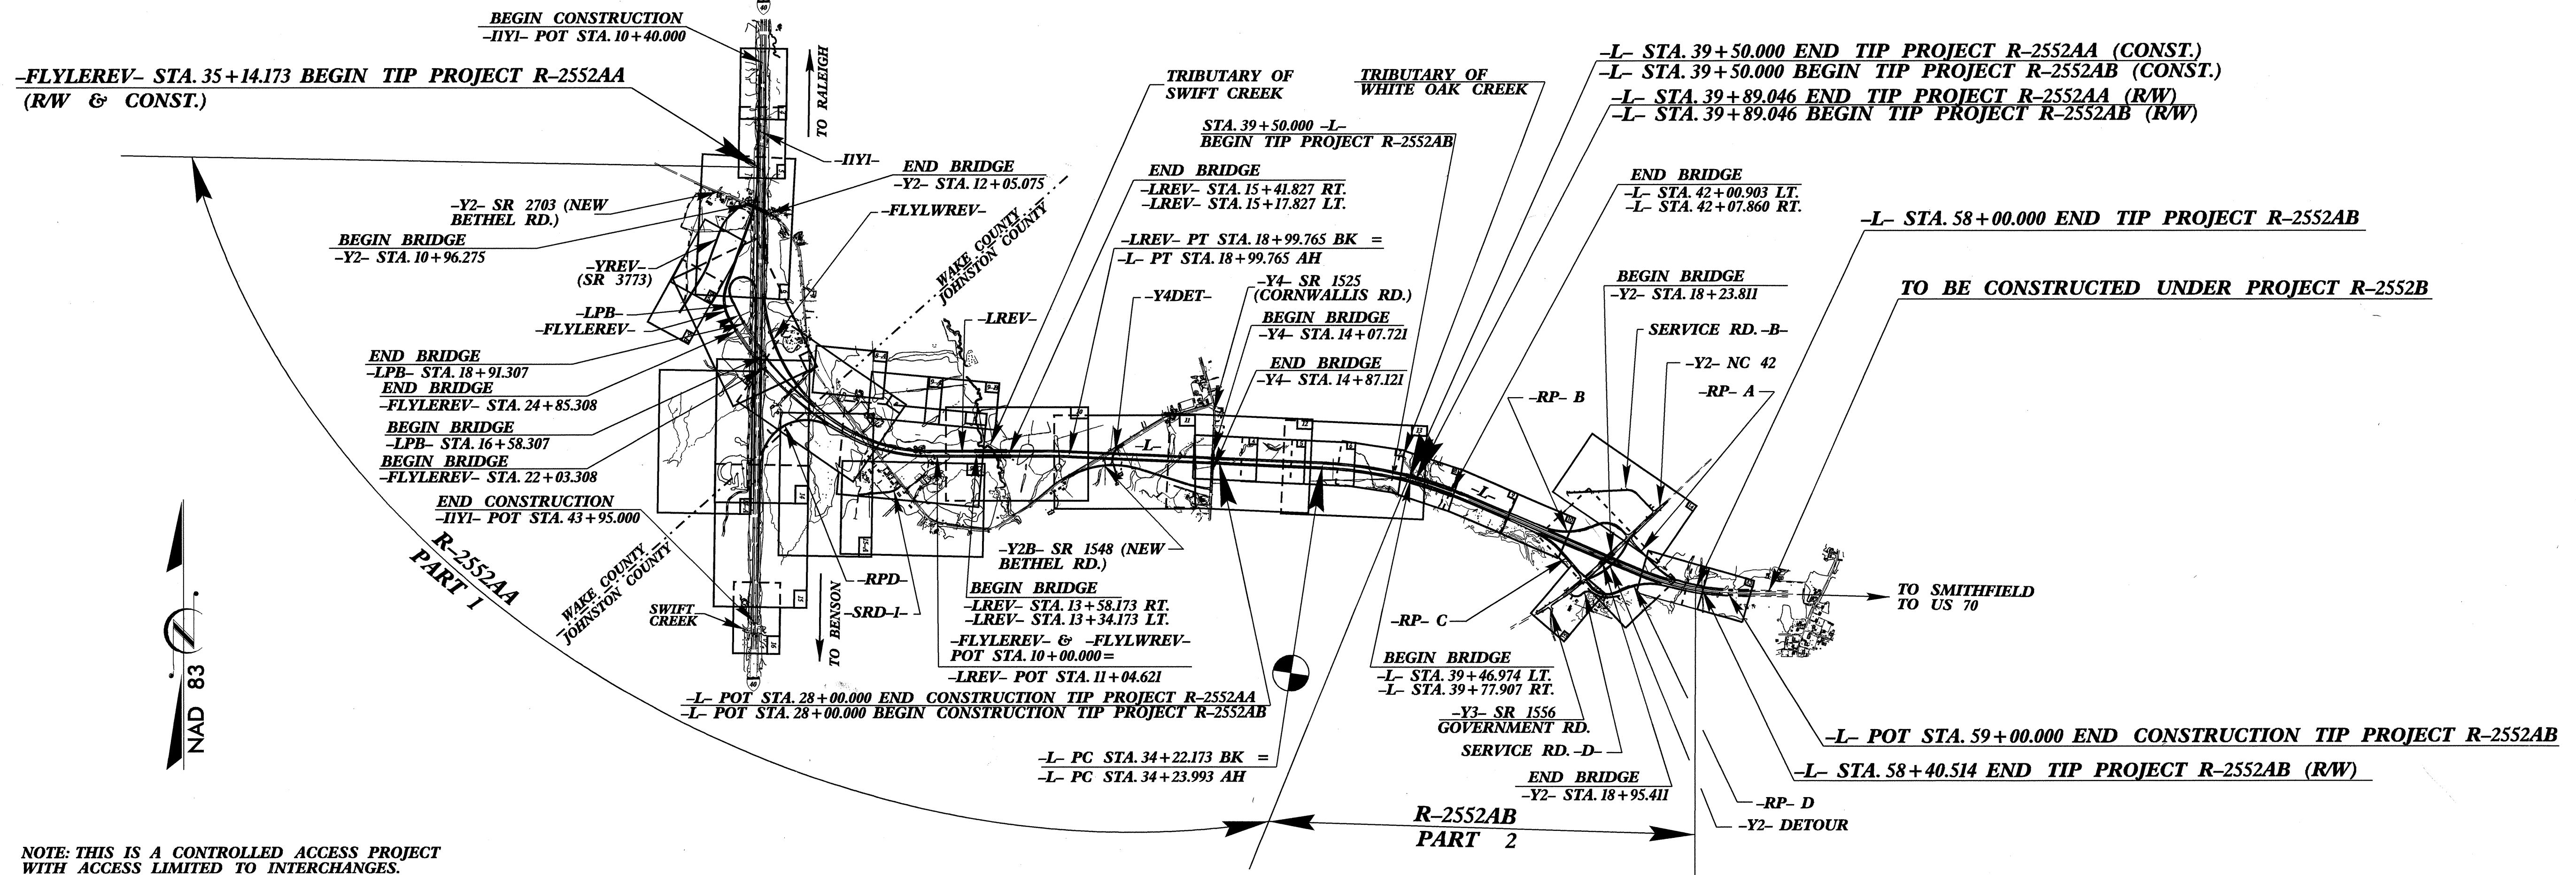 40
BEGIN CONSTRUCTION
-I1Y1- POT STA. 10+40.000
-FLYLEREV- STA. 35+14.173 BEGIN TIP PROJECT R-2552AA
(R/W & CONST.)
TO RALEIGH
-I1Y1-
END BRIDGE
-Y2- STA. 12+05.075
-FLYLWREV-
-Y2- SR 2703 (NEW
BETHEL RD.)
BEGIN BRIDGE
-Y2- STA. 10+96.275
-YREV-
(SR 3773)
-LPB-
-FLYLEREV-
END BRIDGE
-LPB- STA. 18+91.307
END BRIDGE
-FLYLEREV- STA. 24+85.308
BEGIN BRIDGE
-LPB- STA. 16+58.307
BEGIN BRIDGE
-FLYLEREV- STA. 22+03.308
END CONSTRUCTION
-I1Y1- POT STA. 43+95.000
WAKE COUNTY
JOHNSTON COUNTY
WAKE COUNTY
JOHNSTON COUNTY
R-2552AA
PART 1
SWIFT
CREEK
TO BENSON
40
-RPD-
-SRD-1-
NAD 83
TRIBUTARY OF
SWIFT CREEK
TRIBUTARY OF
WHITE OAK CREEK
STA. 39+50.000 -L-
BEGIN TIP PROJECT R-2552AB
END BRIDGE
-LREV- STA. 15+41.827 RT.
-LREV- STA. 15+17.827 LT.
-LREV- PT STA. 18+99.765 BK =
-L- PT STA. 18+99.765 AH
-Y4DET-
-LREV-
-Y4- SR 1525
(CORNWALLIS RD.)
BEGIN BRIDGE
-Y4- STA. 14+07.721
END BRIDGE
-Y4- STA. 14+87.121
-L-
-L-
-Y2B- SR 1548 (NEW
BETHEL RD.)
BEGIN BRIDGE
-LREV- STA. 13+58.173 RT.
-LREV- STA. 13+34.173 LT.
-FLYLEREV- & -FLYLWREV-
POT STA. 10+00.000=
-LREV- POT STA. 11+04.621
-L- POT STA. 28+00.000 END CONSTRUCTION TIP PROJECT R-2552AA
-L- POT STA. 28+00.000 BEGIN CONSTRUCTION TIP PROJECT R-2552AB
-L- PC STA. 34+22.173 BK =
-L- PC STA. 34+23.993 AH
-L- STA. 39+50.000 END TIP PROJECT R-2552AA (CONST.)
-L- STA. 39+50.000 BEGIN TIP PROJECT R-2552AB (CONST.)
-L- STA. 39+89.046 END TIP PROJECT R-2552AA (R/W)
-L- STA. 39+89.046 BEGIN TIP PROJECT R-2552AB (R/W)
END BRIDGE
-L- STA. 42+00.903 LT.
-L- STA. 42+07.860 RT.
-L- STA. 58+00.000 END TIP PROJECT R-2552AB
BEGIN BRIDGE
-Y2- STA. 18+23.811
TO BE CONSTRUCTED UNDER PROJECT R-2552B
SERVICE RD. -B-
-Y2- NC 42
-RP- A
-RP- B
TO SMITHFIELD
TO US 70
-RP- C
BEGIN BRIDGE
-L- STA. 39+46.974 LT.
-L- STA. 39+77.907 RT.
-Y3- SR 1556
GOVERNMENT RD.
SERVICE RD. -D-
END BRIDGE
-Y2- STA. 18+95.411
-L- POT STA. 59+00.000 END CONSTRUCTION TIP PROJECT R-2552AB
-L- STA. 58+40.514 END TIP PROJECT R-2552AB (R/W)
-RP- D
-Y2- DETOUR
R-2552AB
PART 2
NOTE: THIS IS A CONTROLLED ACCESS PROJECT
WITH ACCESS LIMITED TO INTERCHANGES.